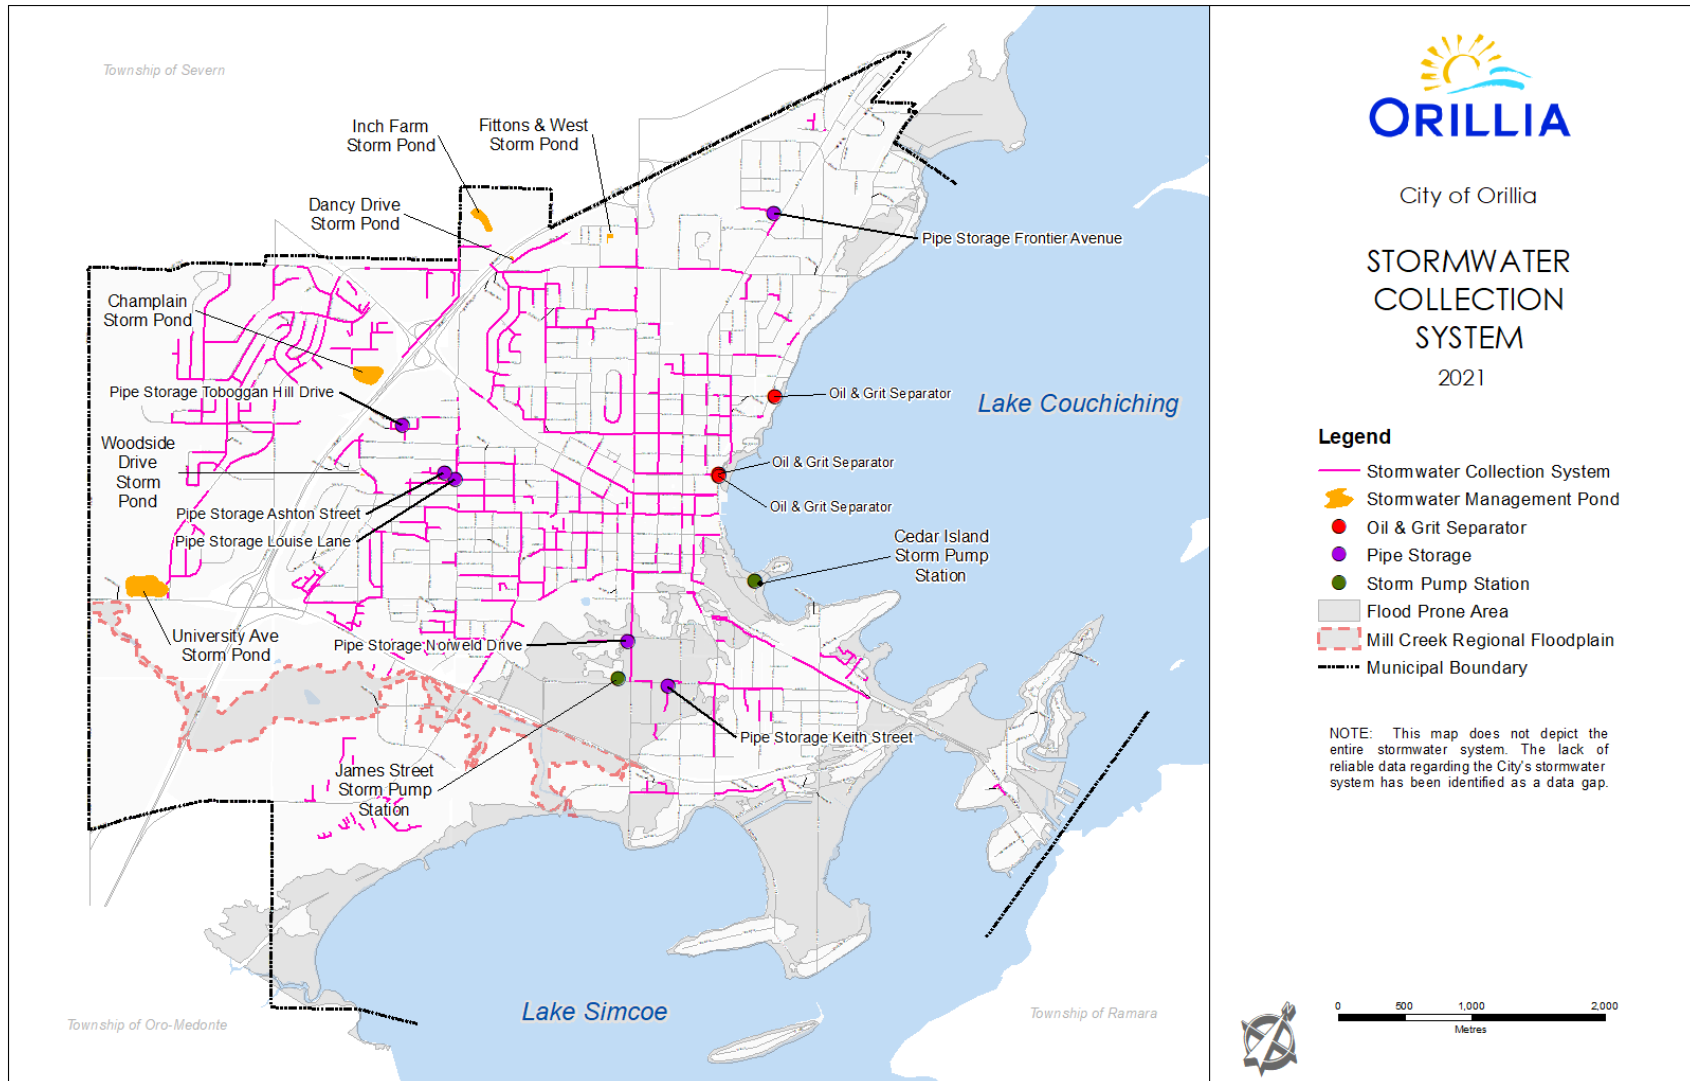 Township of Severn
Inch Farm
Storm Pond
Fittons & West
Storm Pond
Dancy Drive
Storm Pond
Pipe Storage Frontier Avenue
Champlain
Storm Pond
Pipe Storage Toboggan Hill Drive
Oil & Grit Separator
Lake Couchiching
Woodside
Drive
Storm
Pond
Oil & Grit Separator
Pipe Storage Ashton Street
Oil & Grit Separator
Pipe Storage Louise Lane
Cedar Island
Storm Pump
Station
University Ave
Storm Pond
Pipe Storage Norweld Drive
Pipe Storage Keith Street
James Street
Storm Pump
Station
Lake Simcoe
Township of Oro-Medonte
Township of Ramara
ORILLIA
City of Orillia
STORMWATER
COLLECTION
SYSTEM
2021
Legend
Stormwater Collection System
Stormwater Management Pond
Oil & Grit Separator
Pipe Storage
Storm Pump Station
Flood Prone Area
Mill Creek Regional Floodplain
Municipal Boundary
NOTE: This map does not depict the
entire stormwater system. The lack of
reliable data regarding the City's stormwater
system has been identified as a data gap.
0 500 1,000 2,000
Metres